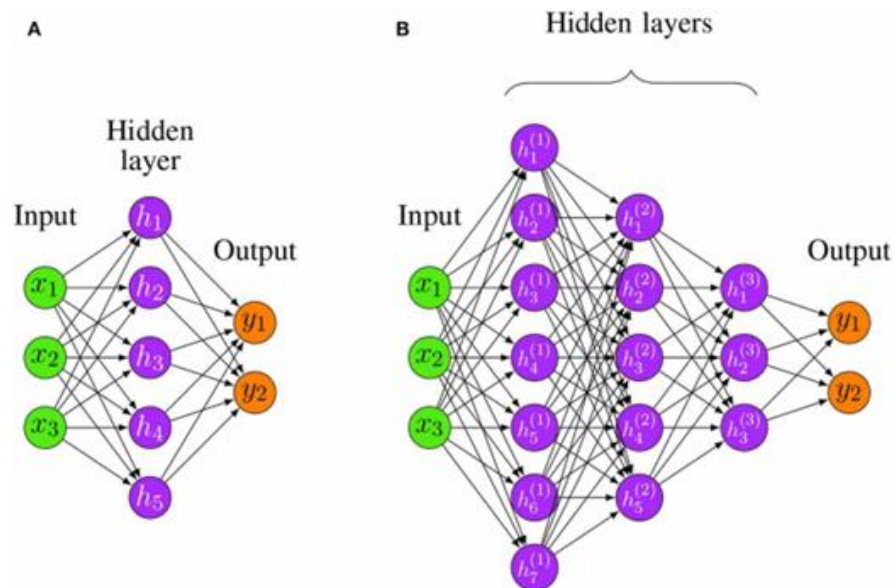 A
Hidden
layer
Input
Output
x₁
x₂
x₃
h₁
h₂
h₃
h₄
h₅
y₁
y₂
B
Hidden layers
Input
Output
x₁
x₂
x₃
h₁⁽¹⁾
h₂⁽¹⁾
h₃⁽¹⁾
h₄⁽¹⁾
h₅⁽¹⁾
h₆⁽¹⁾
h₇⁽¹⁾
h₁⁽²⁾
h₂⁽²⁾
h₃⁽²⁾
h₄⁽²⁾
h₅⁽²⁾
h₁⁽³⁾
h₂⁽³⁾
h₃⁽³⁾
y₁
y₂